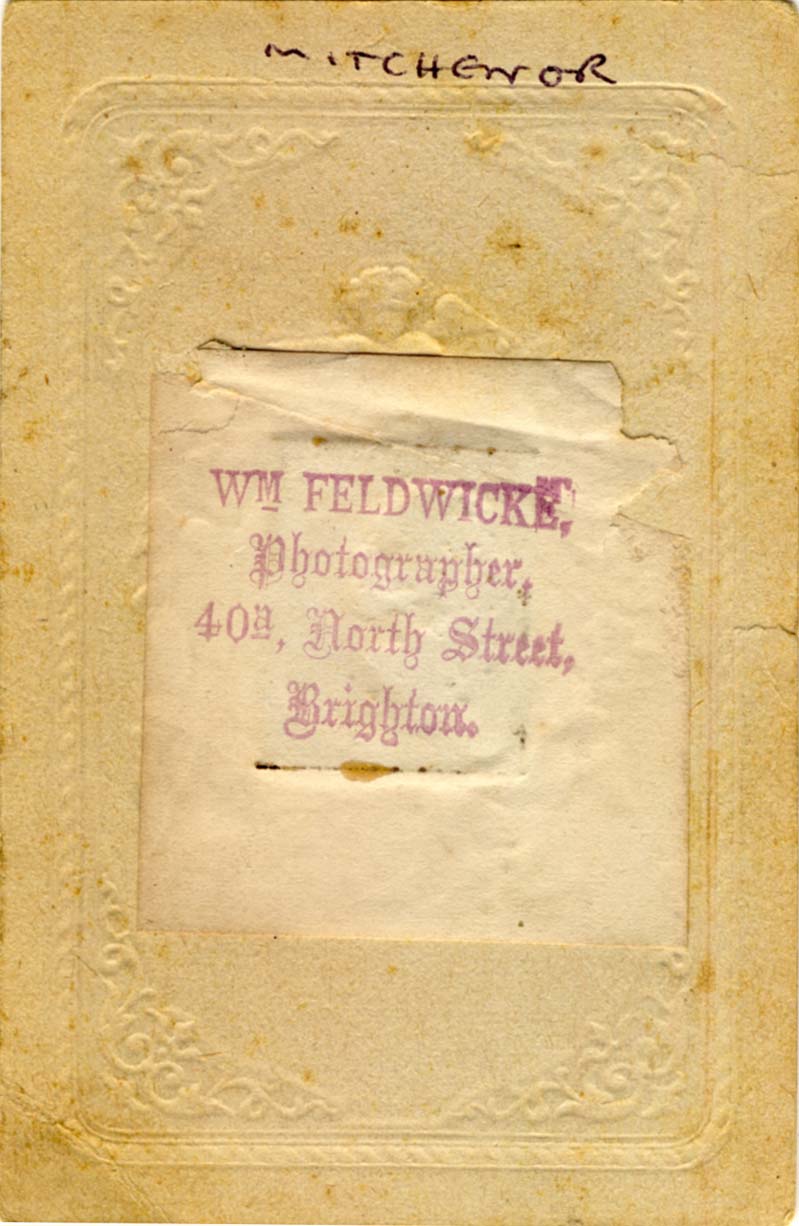 MITCHENOR
WM FELDWICKE,
Photographer,
40a, North Street,
Brighton.